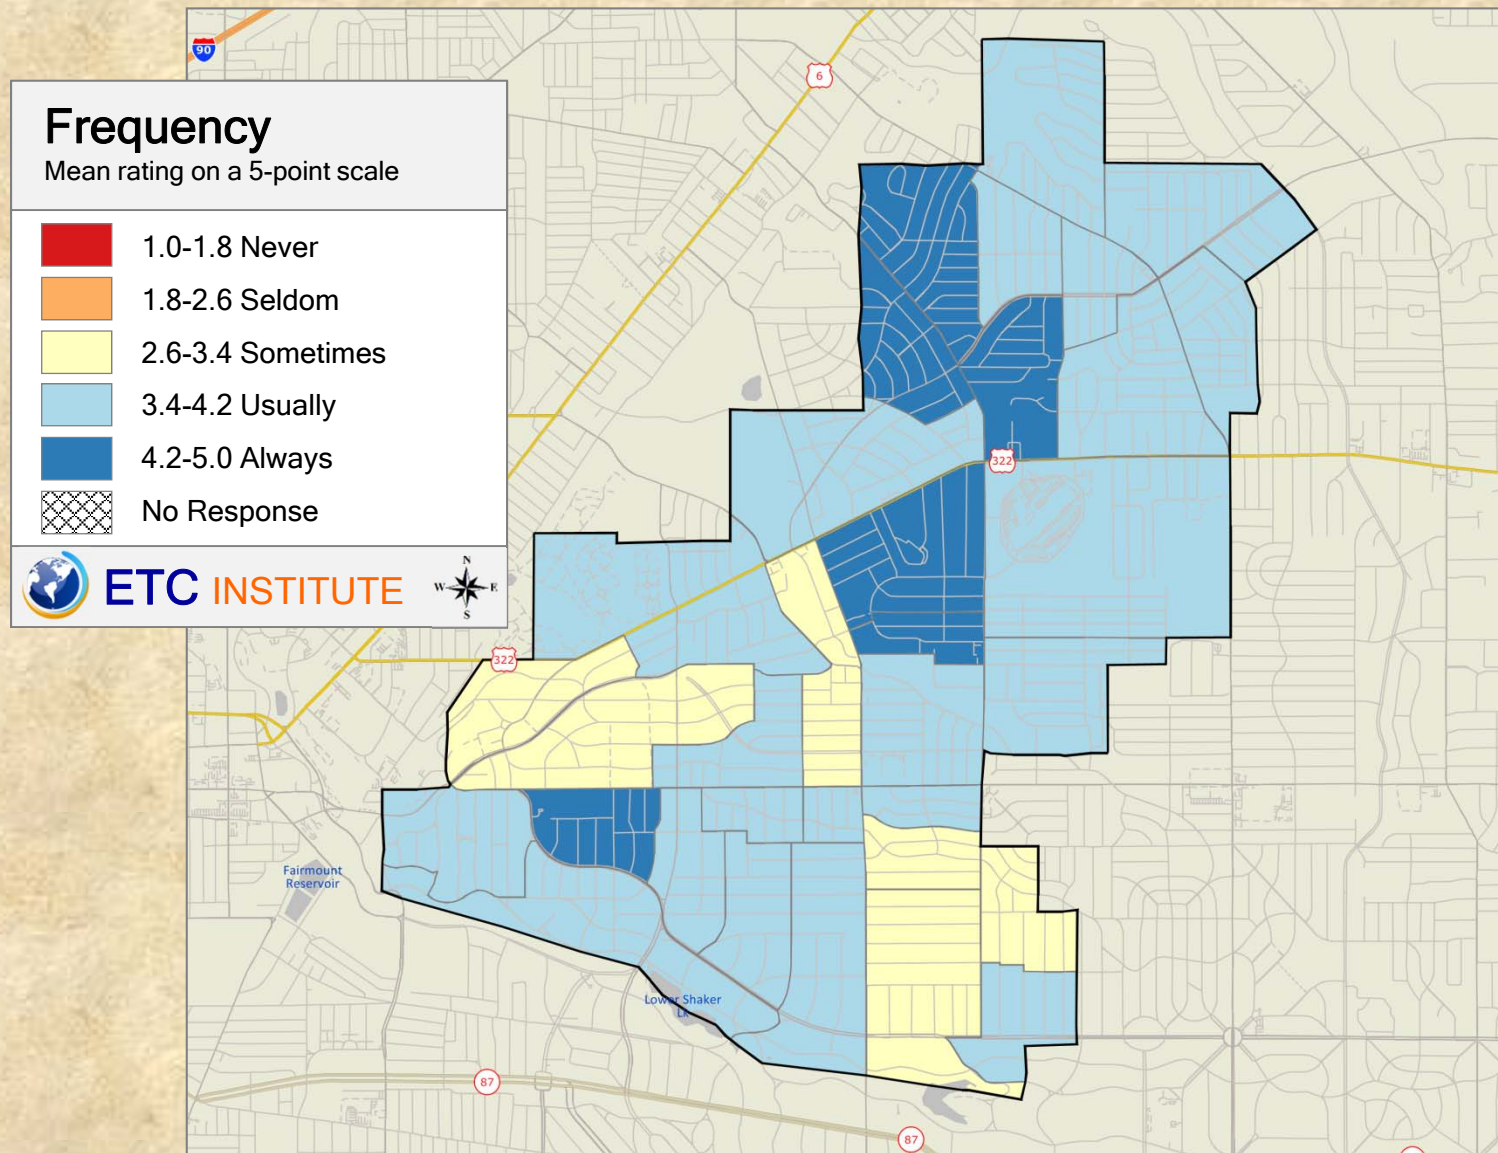 90
6
Frequency
Mean rating on a 5-point scale
1.0-1.8 Never
1.8-2.6 Seldom
2.6-3.4 Sometimes
3.4-4.2 Usually
4.2-5.0 Always
No Response
ETC INSTITUTE
N
W E
S
322
322
Fairmount
Reservoir
Lower Shaker
Lk
87
87